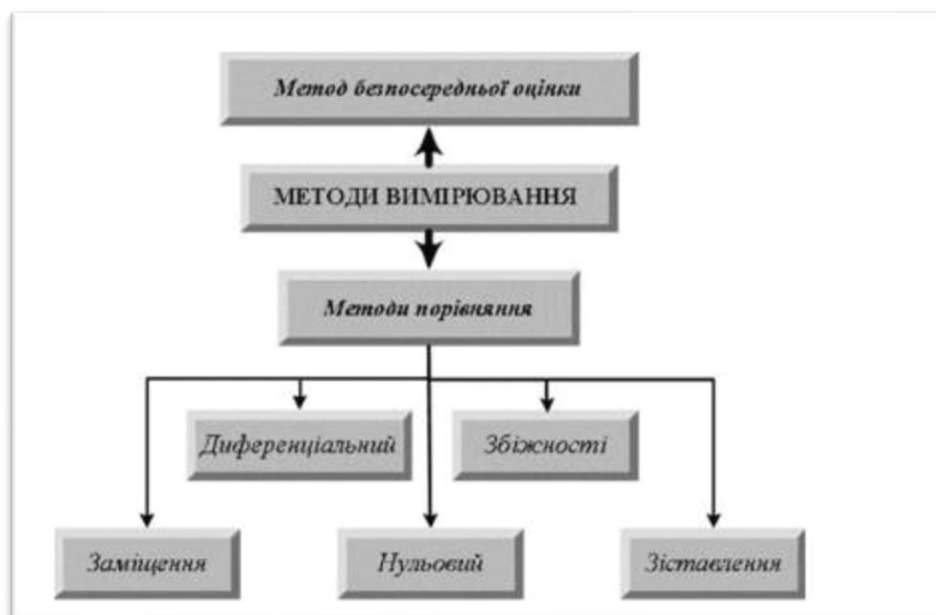 Метод безпосередньої оцінки
МЕТОДИ ВИМІРЮВАННЯ
Методи порівняння
Диференціальний
Збіжності
Заміщення
Нульовий
Зіставлення